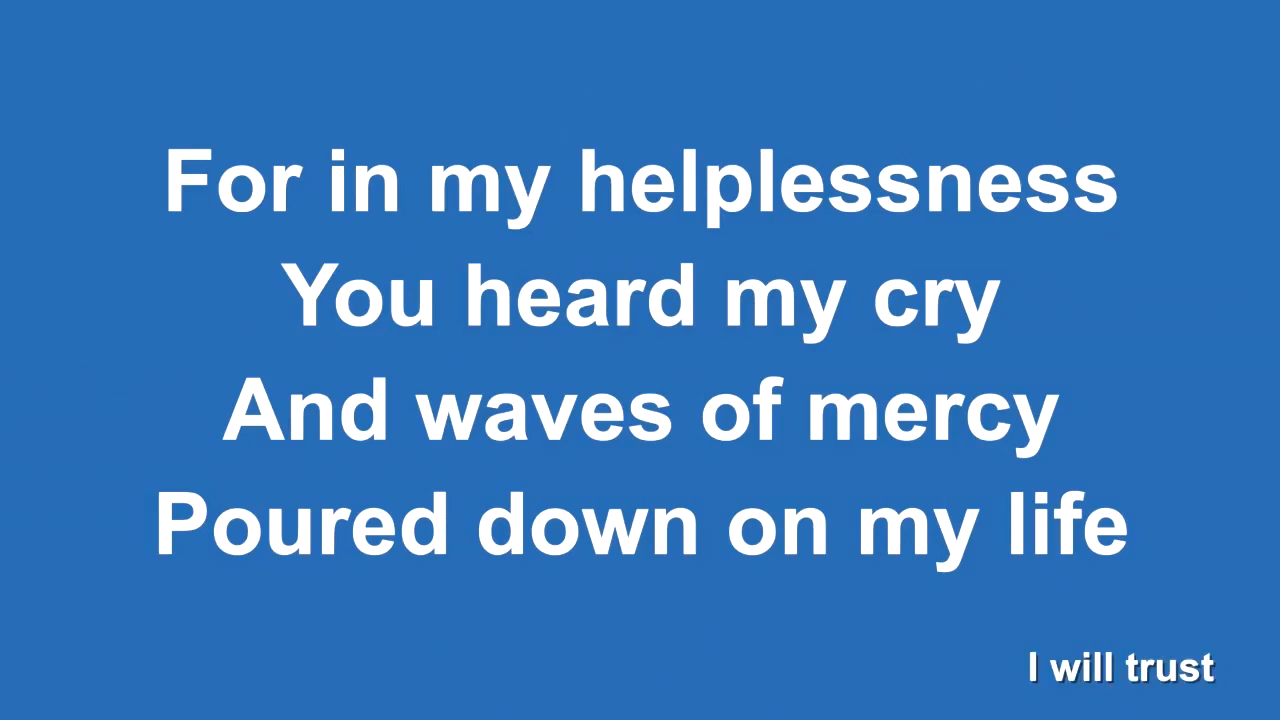 For in my helplessness
You heard my cry
And waves of mercy
Poured down on my life
I will trust